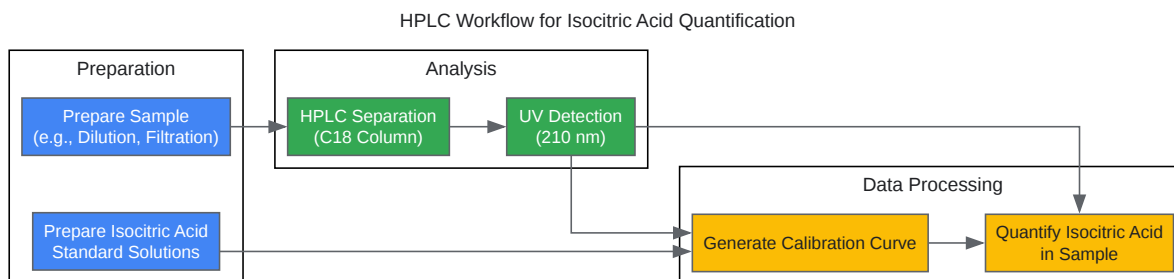 HPLC Workflow for Isocitric Acid Quantification
Preparation
Prepare Sample
(e.g., Dilution, Filtration)
Prepare Isocitric Acid
Standard Solutions
Analysis
HPLC Separation
(C18 Column)
UV Detection
(210 nm)
Data Processing
Generate Calibration Curve
Quantify Isocitric Acid
in Sample